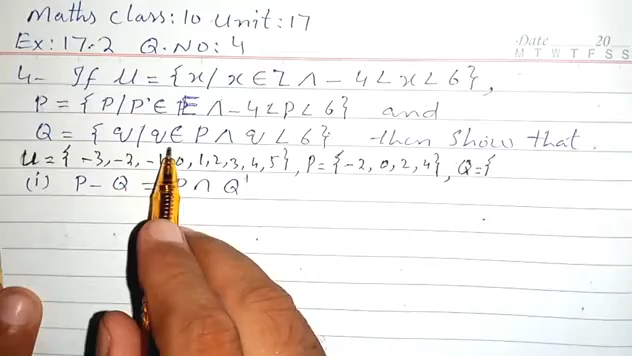 Maths Class: 10 Unit: 17
Ex: 17.2 Q.NO: 4
Date 20
M T W T F S S
4- If U = {x/x ∈ Z ∧ -4 < x < 6},
P = {P/P ∈ E ∧ -4 < P < 6} and
Q = {q/q ∈ P ∧ q < 6} then show that.
U = { -3, -2, -1, 0, 1, 2, 3, 4, 5}, P = {-2, 0, 2, 4}, Q = {
(i) P - Q = P ∩ Q'